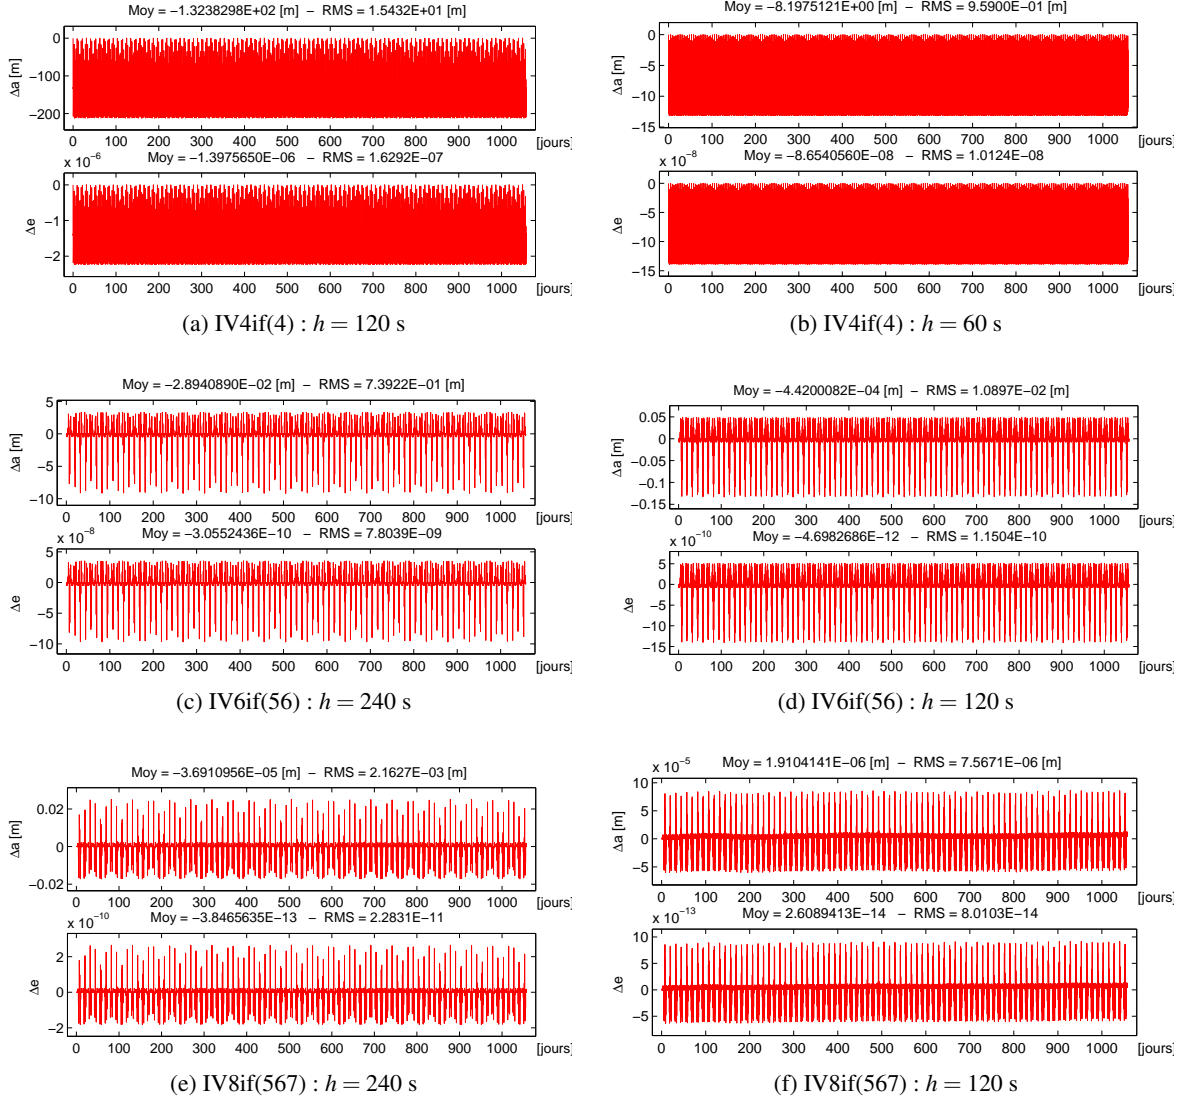 Moy = −1.3238298E+02 [m] − RMS = 1.5432E+01 [m]
0
−100
−200
Δa [m]
0 100 200 300 400 500 600 700 800 900 1000 [jours]
x 10^-6 Moy = −1.3975650E−06 − RMS = 1.6292E−07
0
−1
−2
Δe
0 100 200 300 400 500 600 700 800 900 1000 [jours]
(a) IV4if(4) : h = 120 s
Moy = −8.1975121E+00 [m] − RMS = 9.5900E−01 [m]
0
−5
−10
−15
Δa [m]
0 100 200 300 400 500 600 700 800 900 1000 [jours]
x 10^-8 Moy = −8.6540560E−08 − RMS = 1.0124E−08
0
−5
−10
−15
Δe
0 100 200 300 400 500 600 700 800 900 1000 [jours]
(b) IV4if(4) : h = 60 s
Moy = −2.8940890E−02 [m] − RMS = 7.3922E−01 [m]
5
0
−5
−10
Δa [m]
0 100 200 300 400 500 600 700 800 900 1000 [jours]
x 10^-8 Moy = −3.0552436E−10 − RMS = 7.8039E−09
5
0
−5
−10
Δe
0 100 200 300 400 500 600 700 800 900 1000 [jours]
(c) IV6if(56) : h = 240 s
Moy = −4.4200082E−04 [m] − RMS = 1.0897E−02 [m]
0.05
0
−0.05
−0.1
−0.15
Δa [m]
0 100 200 300 400 500 600 700 800 900 1000 [jours]
x 10^-10 Moy = −4.6982686E−12 − RMS = 1.1504E−10
5
0
−5
−10
−15
Δe
0 100 200 300 400 500 600 700 800 900 1000 [jours]
(d) IV6if(56) : h = 120 s
Moy = −3.6910956E−05 [m] − RMS = 2.1627E−03 [m]
0.02
0
−0.02
Δa [m]
0 100 200 300 400 500 600 700 800 900 1000 [jours]
x 10^-10 Moy = −3.8465635E−13 − RMS = 2.2831E−11
2
0
−2
Δe
0 100 200 300 400 500 600 700 800 900 1000 [jours]
(e) IV8if(567) : h = 240 s
x 10^-5 Moy = 1.9104141E−06 [m] − RMS = 7.5671E−06 [m]
10
5
0
−5
Δa [m]
0 100 200 300 400 500 600 700 800 900 1000 [jours]
x 10^-13 Moy = 2.6089413E−14 − RMS = 8.0103E−14
10
5
0
−5
Δe
0 100 200 300 400 500 600 700 800 900 1000 [jours]
(f) IV8if(567) : h = 120 s